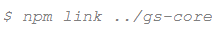 $ npm link ../gs-core